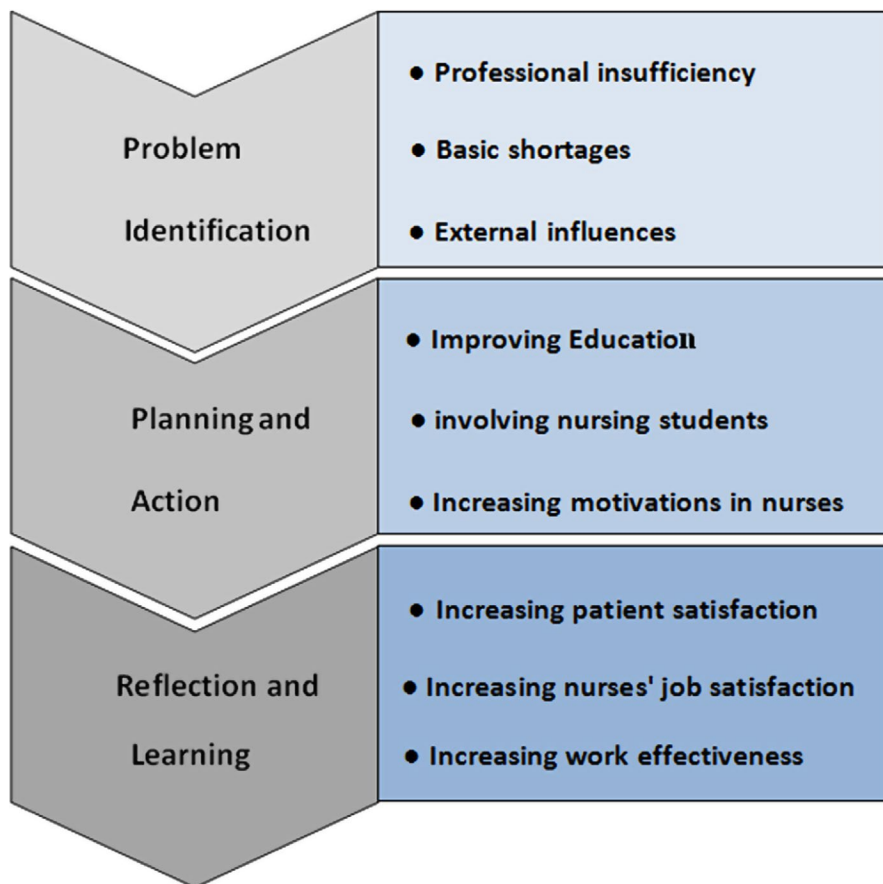 Problem
Identification
● Professional insufficiency
● Basic shortages
● External influences
Planning and
Action
● Improving Education
● involving nursing students
● Increasing motivations in nurses
Reflection and
Learning
● Increasing patient satisfaction
● Increasing nurses' job satisfaction
● Increasing work effectiveness